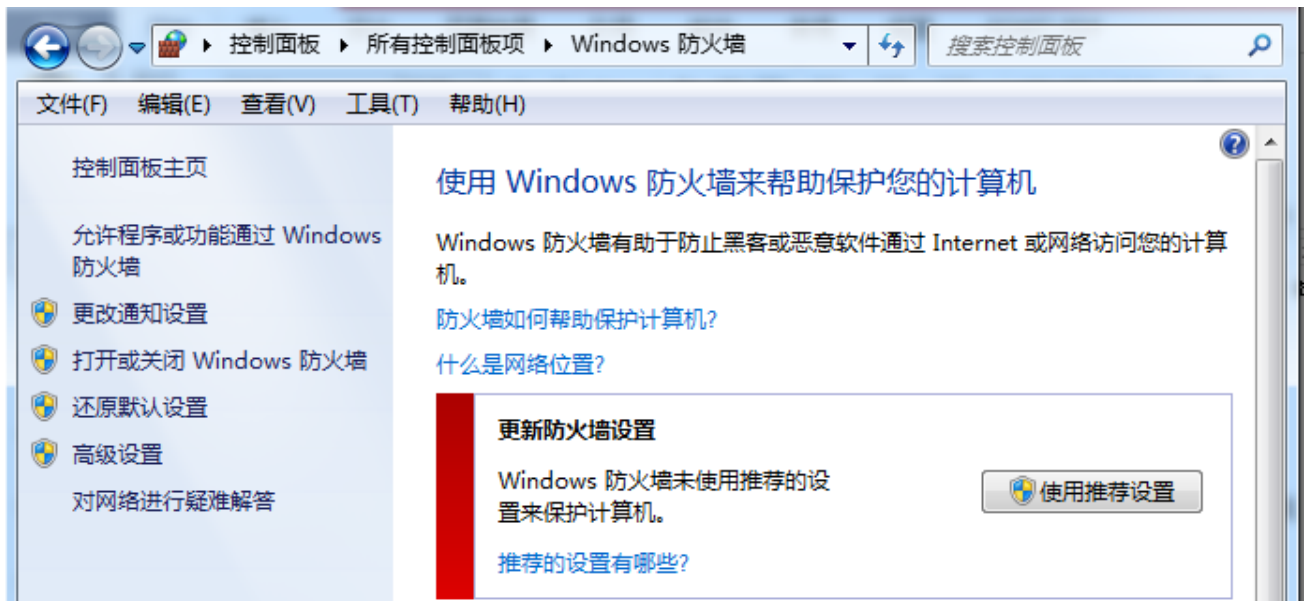 控制面板 ▸ 所有控制面板项 ▸ Windows 防火墙
搜索控制面板
文件(F) 编辑(E) 查看(V) 工具(T) 帮助(H)
控制面板主页
允许程序或功能通过 Windows
防火墙
更改通知设置
打开或关闭 Windows 防火墙
还原默认设置
高级设置
对网络进行疑难解答
使用 Windows 防火墙来帮助保护您的计算机
Windows 防火墙有助于防止黑客或恶意软件通过 Internet 或网络访问您的计算
机。
防火墙如何帮助保护计算机?
什么是网络位置?
更新防火墙设置
Windows 防火墙未使用推荐的设
置来保护计算机。
使用推荐设置
推荐的设置有哪些?